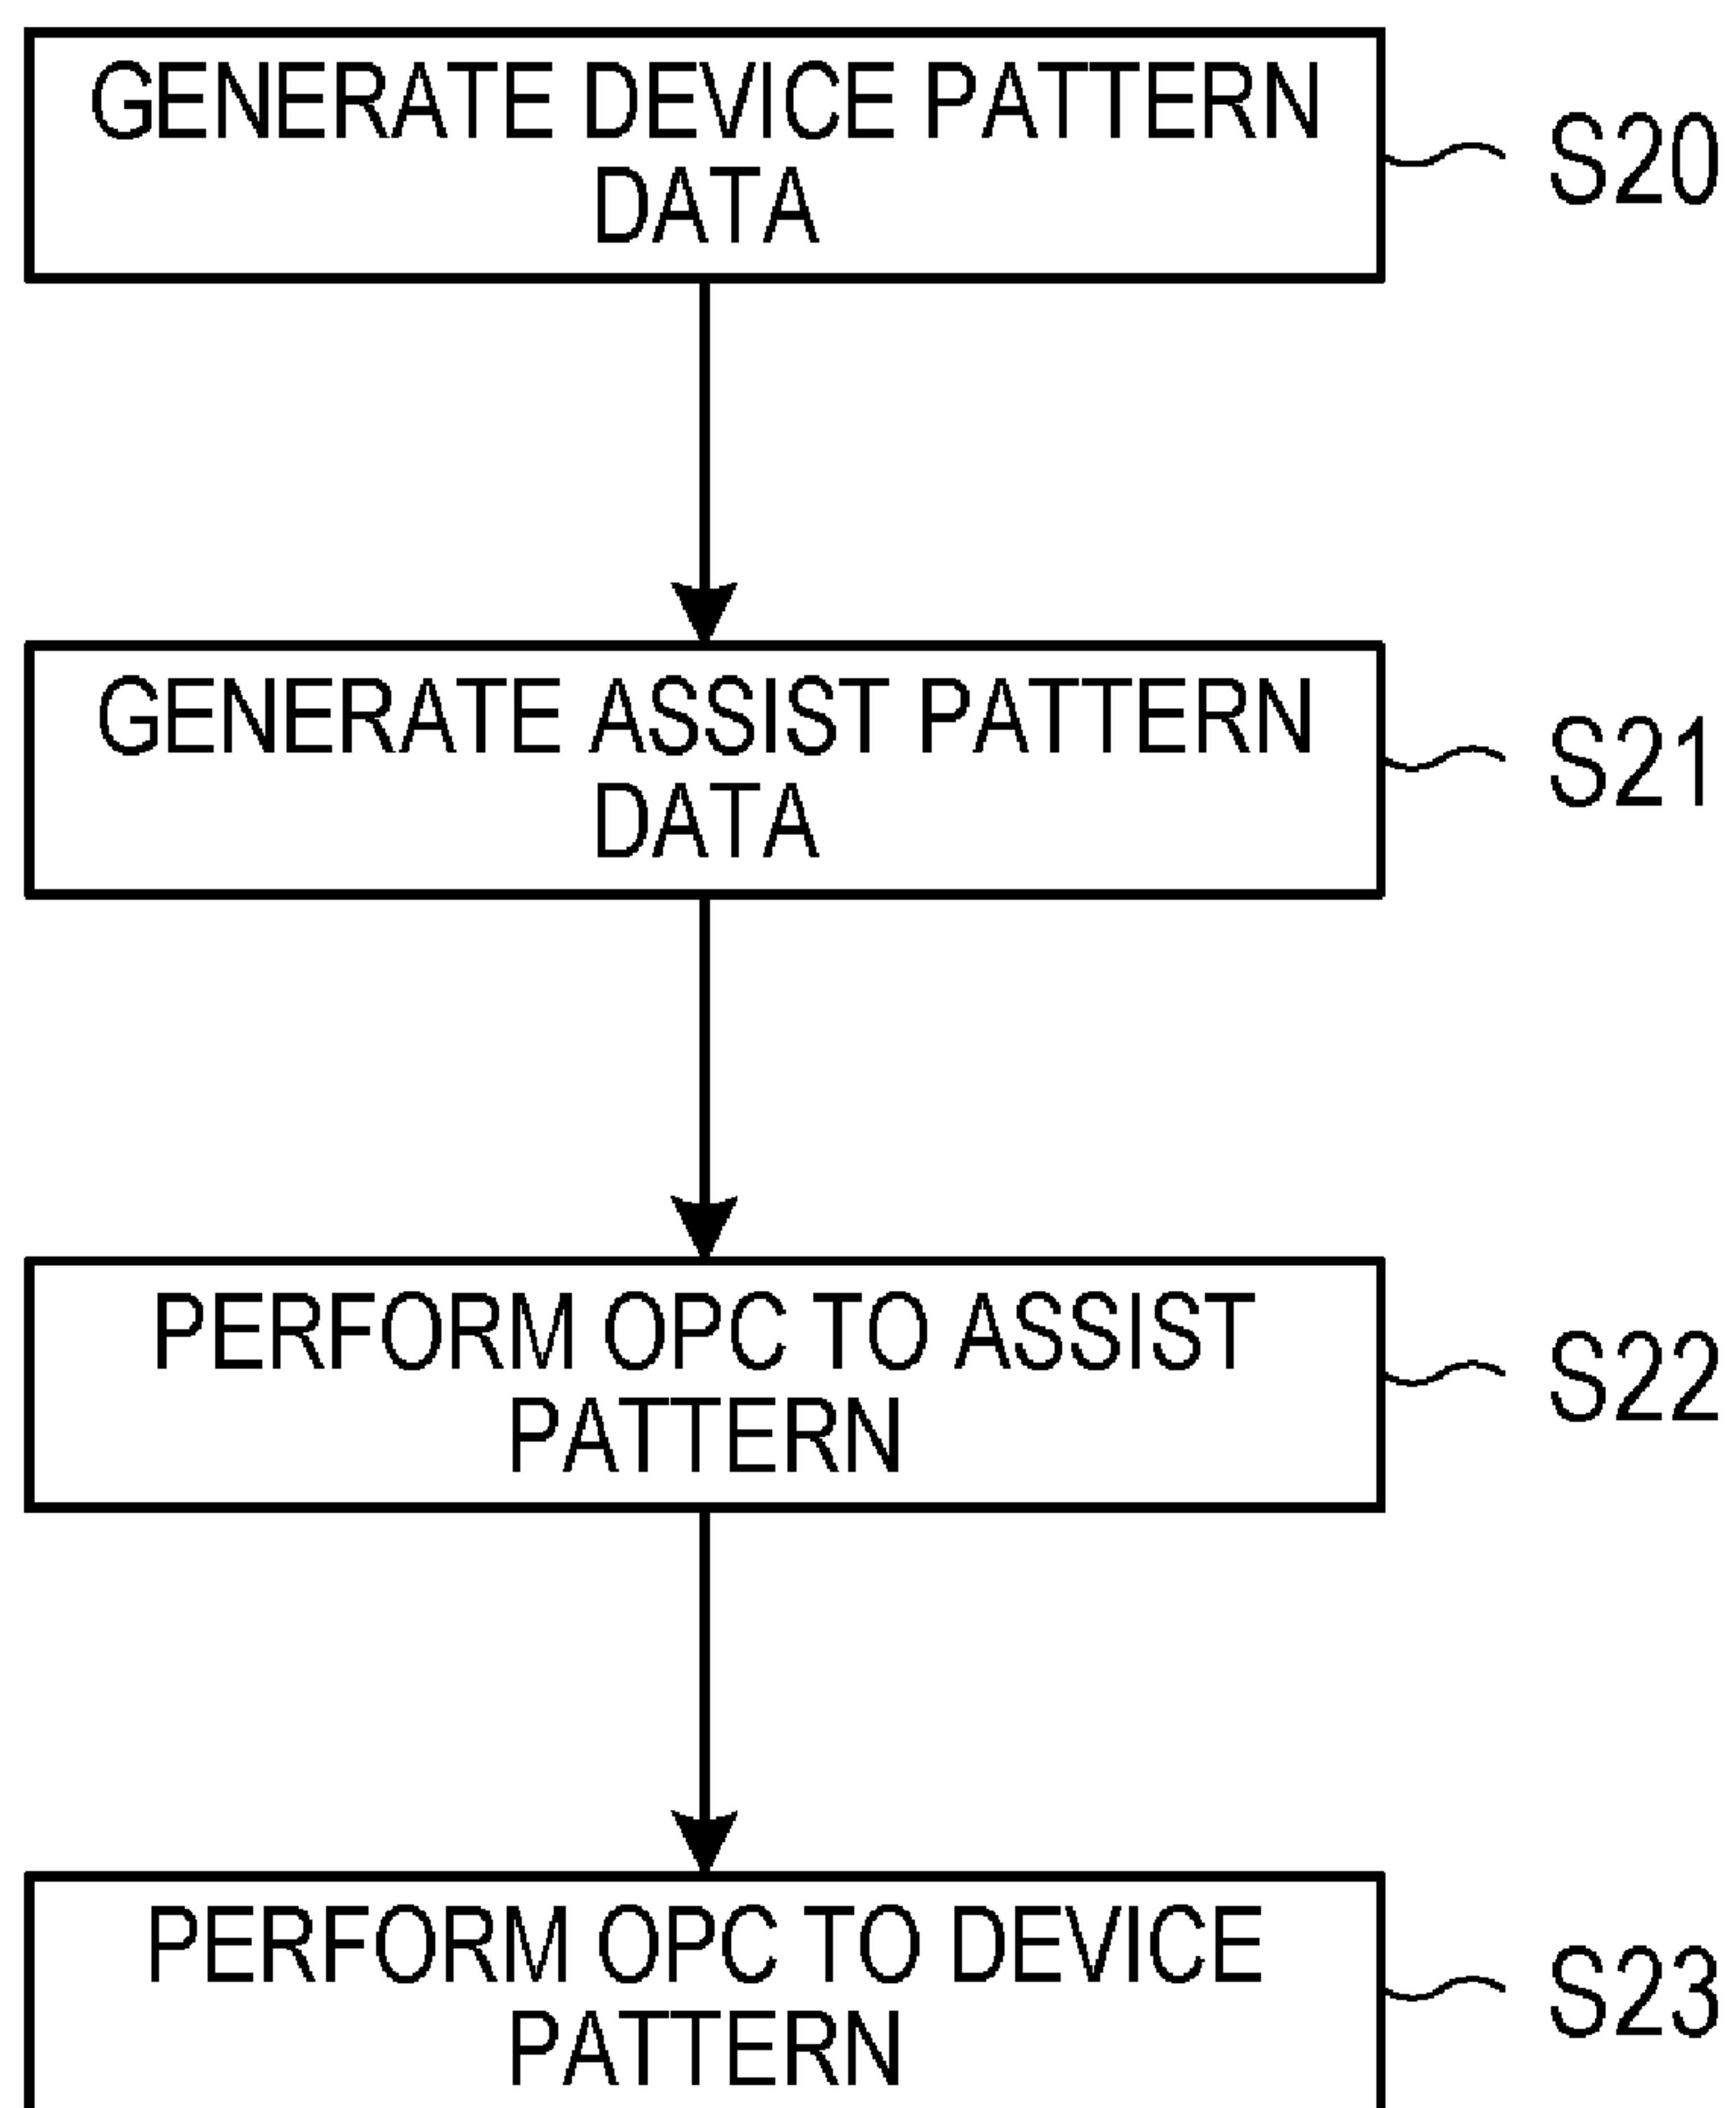 GENERATE DEVICE PATTERN
DATA
S20
GENERATE ASSIST PATTERN
DATA
S21
PERFORM OPC TO ASSIST
PATTERN
S22
PERFORM OPC TO DEVICE
PATTERN
S23